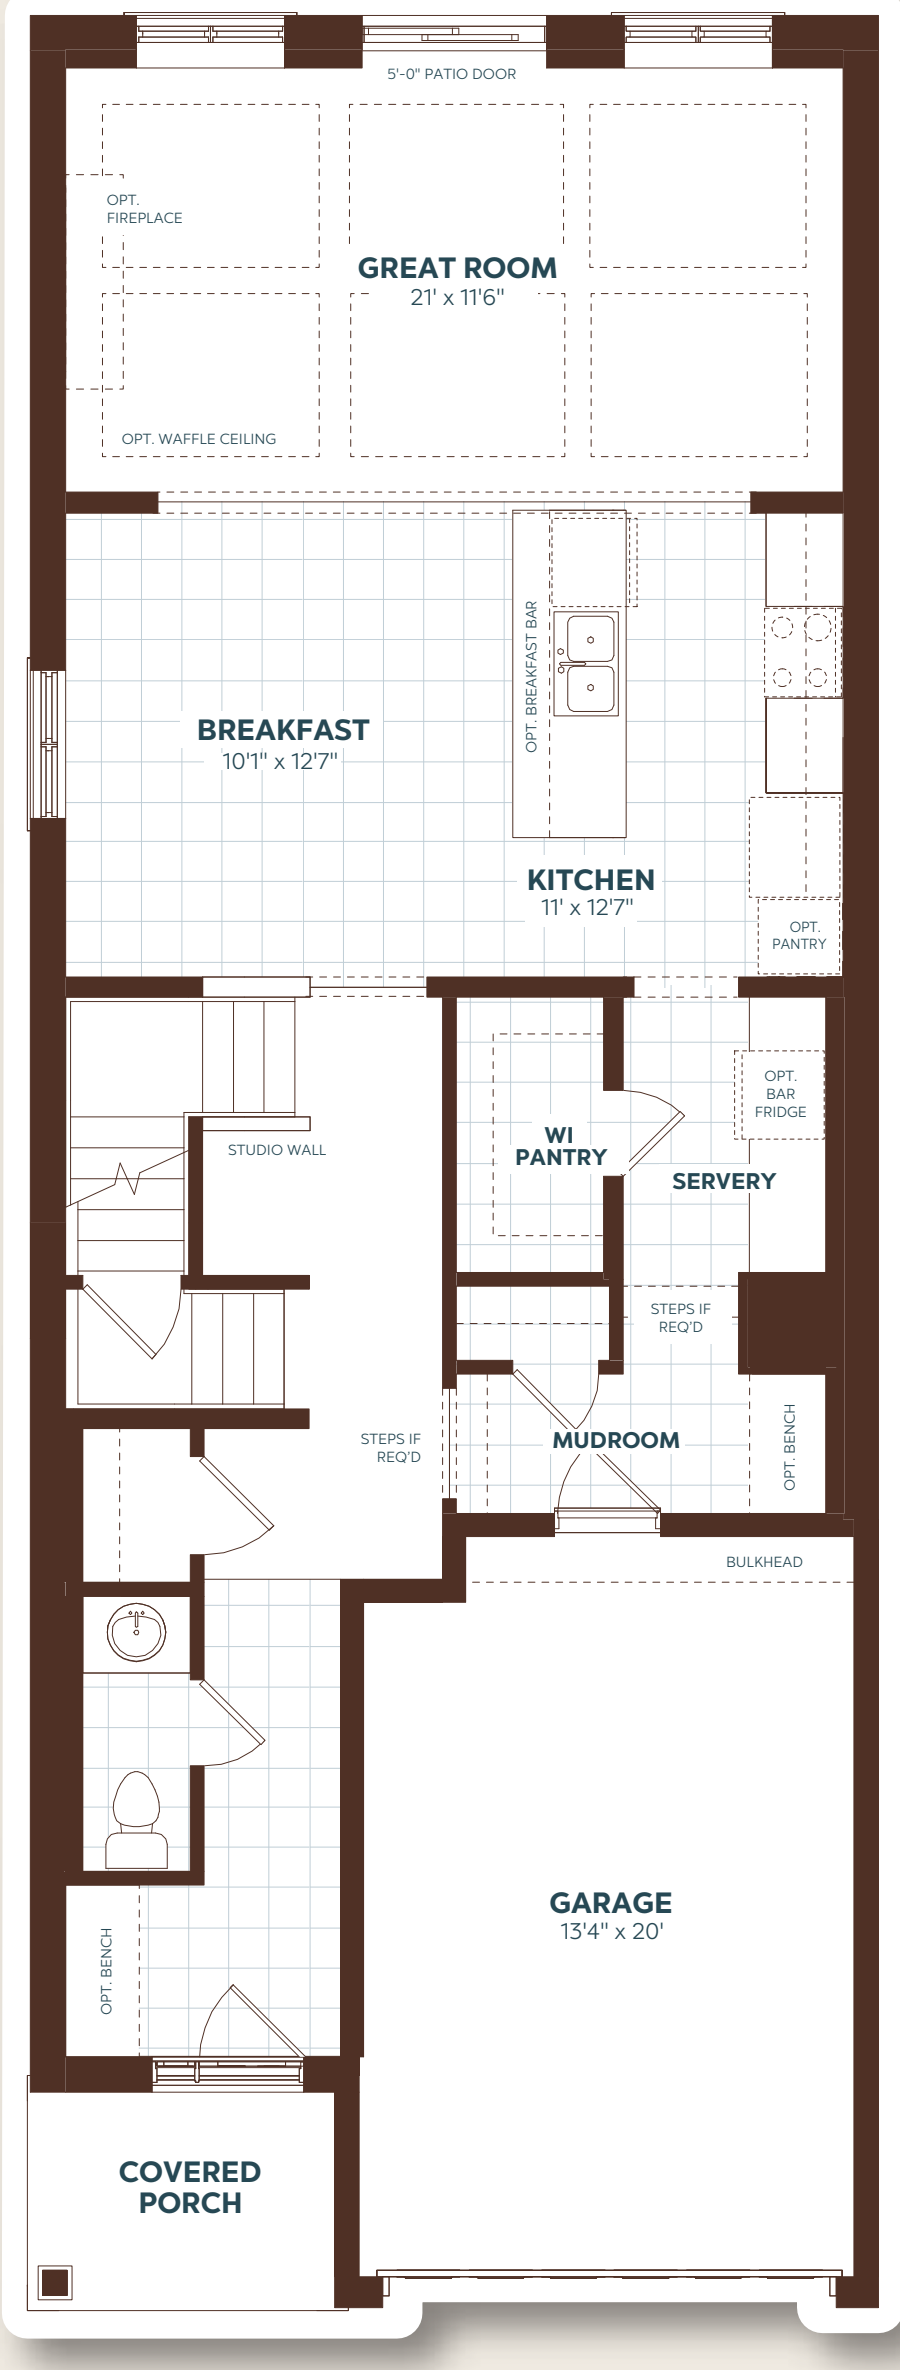 5'-0" PATIO DOOR
OPT.
FIREPLACE
GREAT ROOM
21' x 11'6"
OPT. WAFFLE CEILING
OPT. BREAKFAST BAR
BREAKFAST
10'1" x 12'7"
KITCHEN
11' x 12'7"
OPT.
PANTRY
OPT.
BAR
FRIDGE
WI
PANTRY
STUDIO WALL
SERVERY
STEPS IF
REQ'D
STEPS IF
REQ'D
MUDROOM
OPT. BENCH
BULKHEAD
GARAGE
13'4" x 20'
OPT. BENCH
COVERED
PORCH